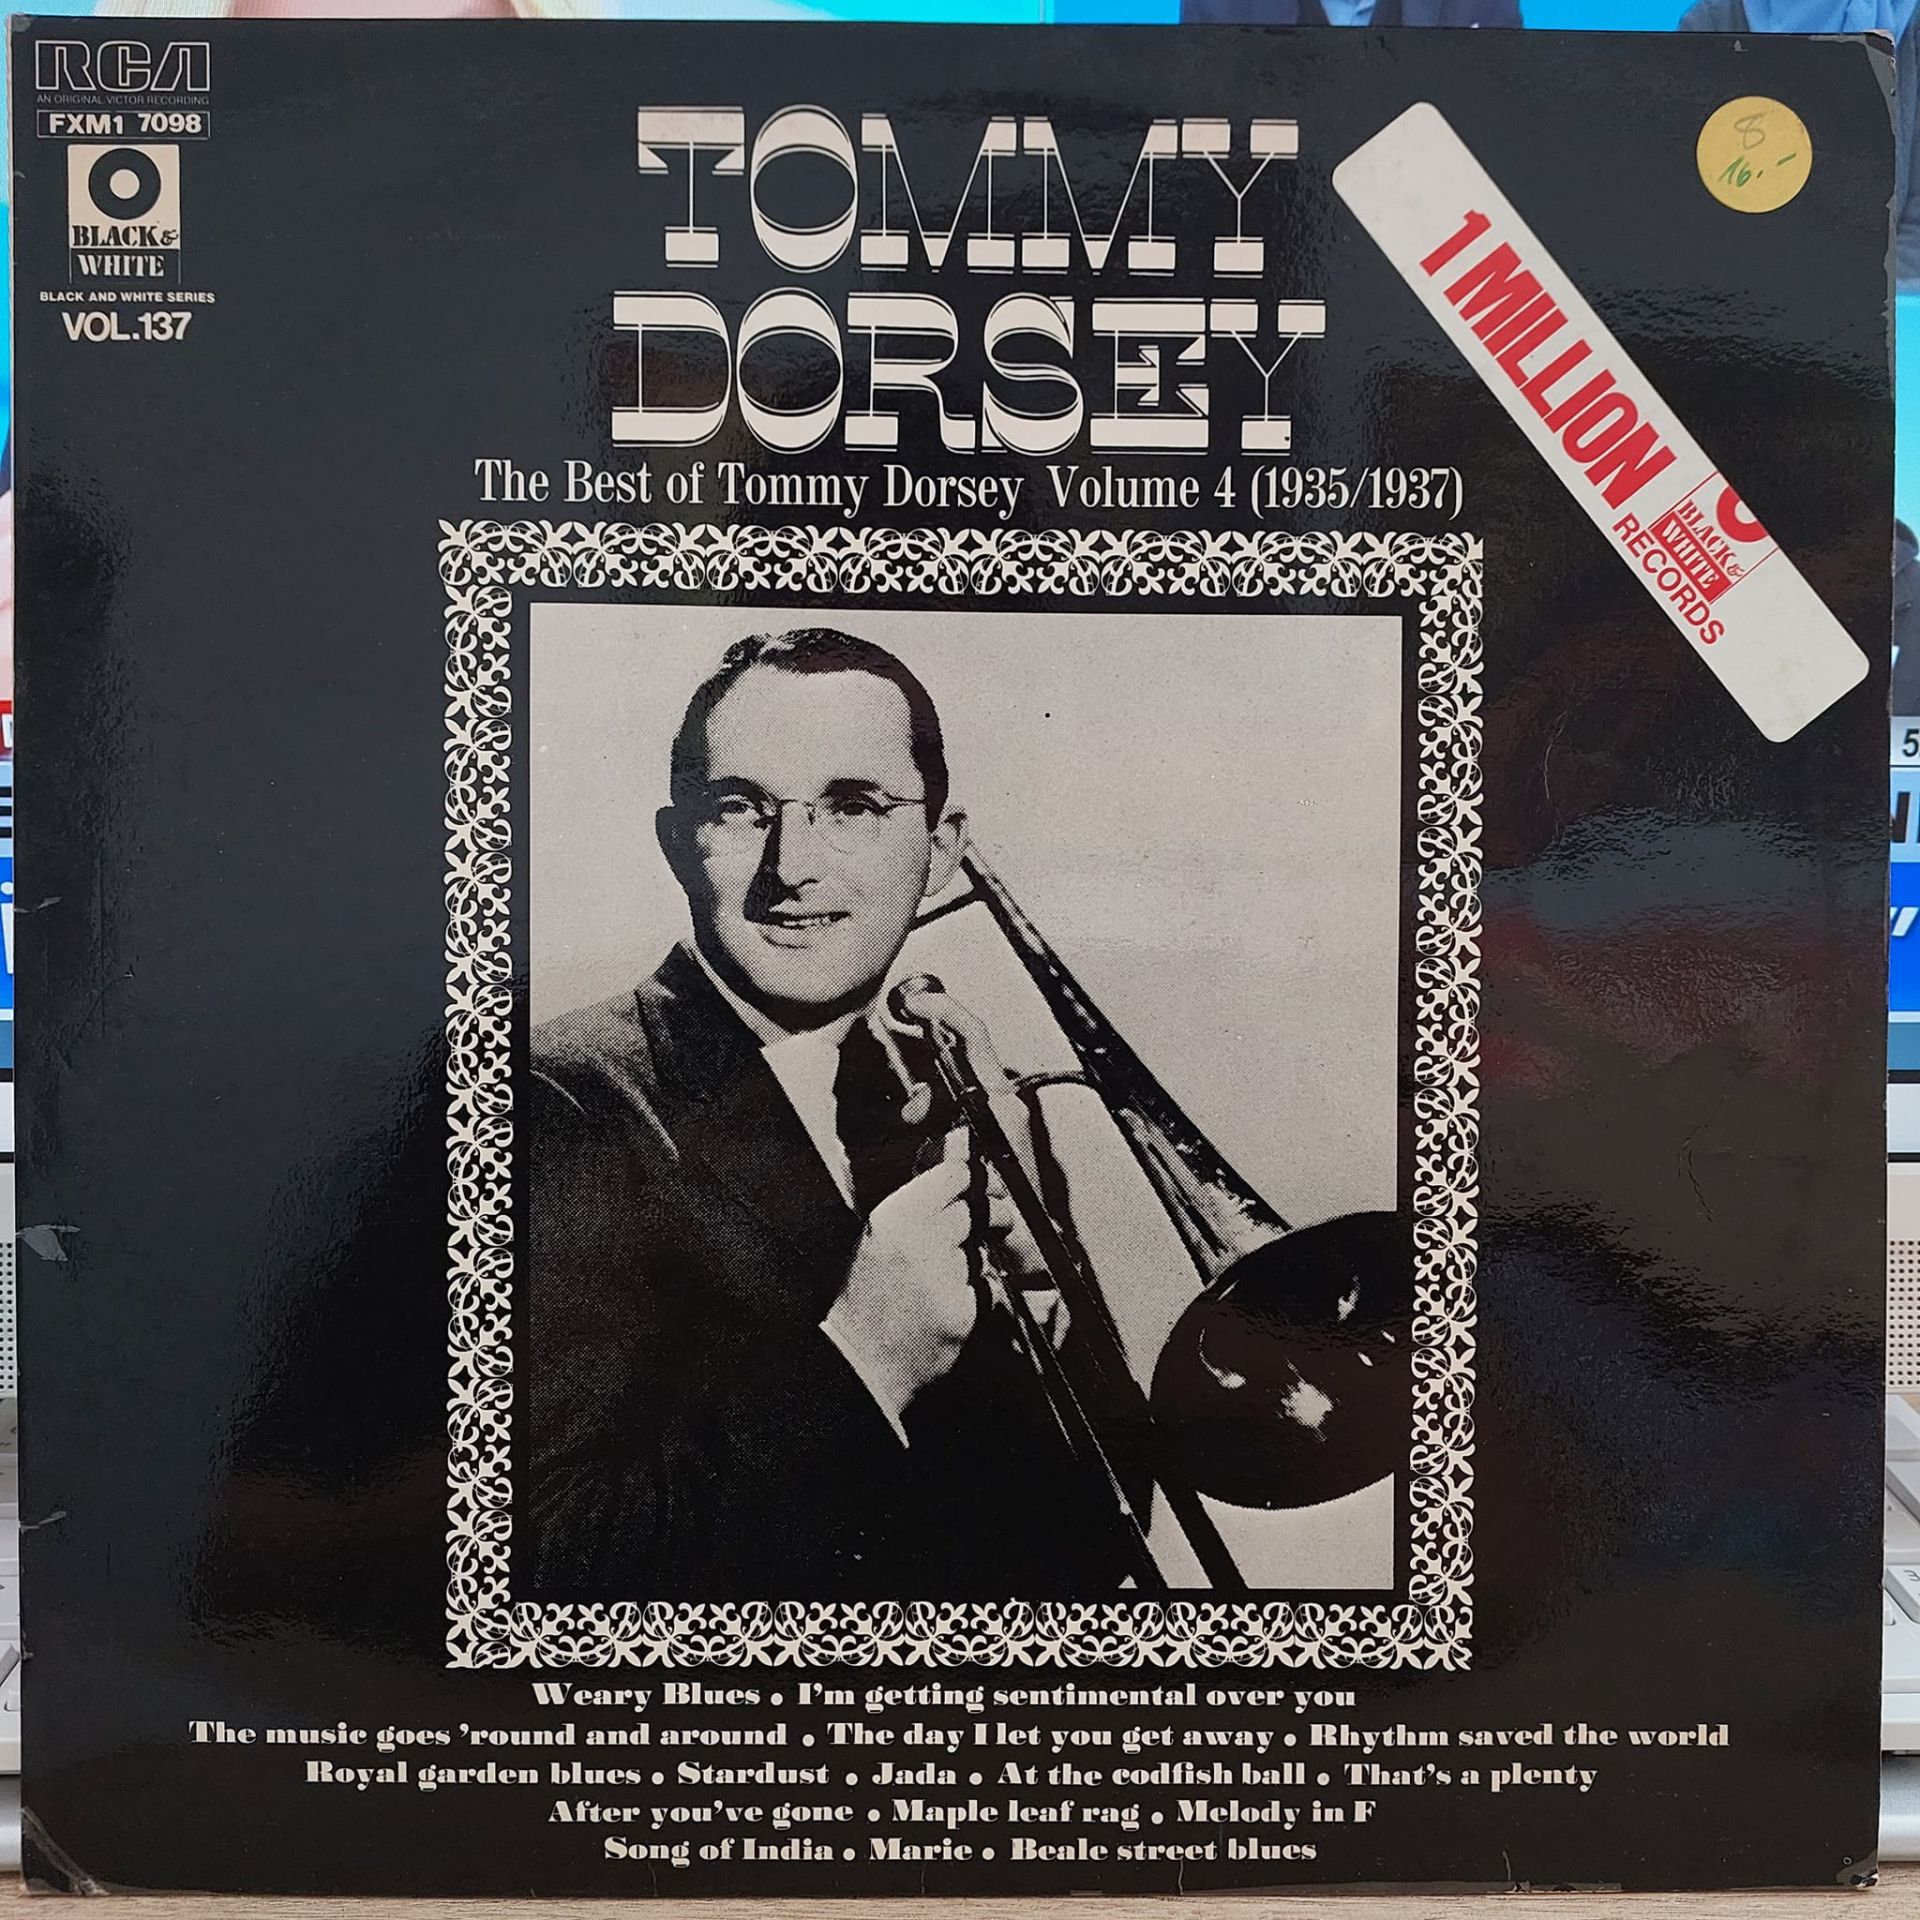 RCA
AN ORIGINAL VICTOR RECORDING
FXM1 7098
BLACK &
WHITE
BLACK AND WHITE SERIES
VOL.137
TOMMY
DORSEY
The Best of Tommy Dorsey Volume 4 (1935/1937)
8
16.-
1 MILLION
BLACK &
WHITE
RECORDS
Weary Blues • I'm getting sentimental over you
The music goes 'round and around • The day I let you get away • Rhythm saved the world
Royal garden blues • Stardust • Jada • At the codfish ball • That's a plenty
After you've gone • Maple leaf rag • Melody in F
Song of India • Marie • Beale street blues